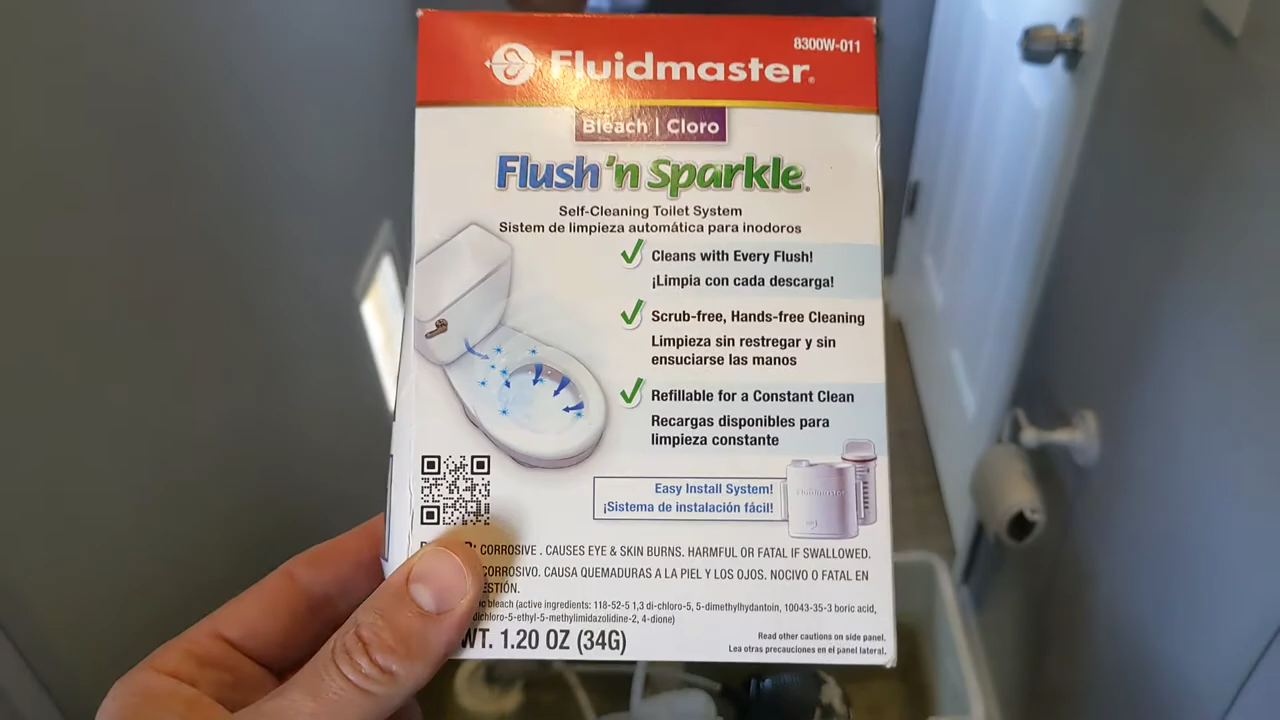 8300W-011
Fluidmaster®
Bleach | Cloro
Flush 'n Sparkle®
Self-Cleaning Toilet System
Sistem de limpieza automática para inodoros
Cleans with Every Flush!
¡Limpia con cada descarga!
Scrub-free, Hands-free Cleaning
Limpieza sin restregar y sin
ensuciarse las manos
Refillable for a Constant Clean
Recargas disponibles para
limpieza constante
Easy Install System!
¡Sistema de instalación fácil!
Fluidmaster
CORROSIVE . CAUSES EYE & SKIN BURNS. HARMFUL OR FATAL IF SWALLOWED.
CORROSIVO. CAUSA QUEMADURAS A LA PIEL Y LOS OJOS. NOCIVO O FATAL EN
bleach (active ingredients: 118-52-5 1,3 di-chloro-5, 5-dimethylhydantoin, 10043-35-3 boric acid,
dichloro-5-ethyl-5-methylimidazolidine-2, 4-dione)
WT. 1.20 OZ (34G)
Read other cautions on side panel.
Lea otras precauciones en el panel lateral.